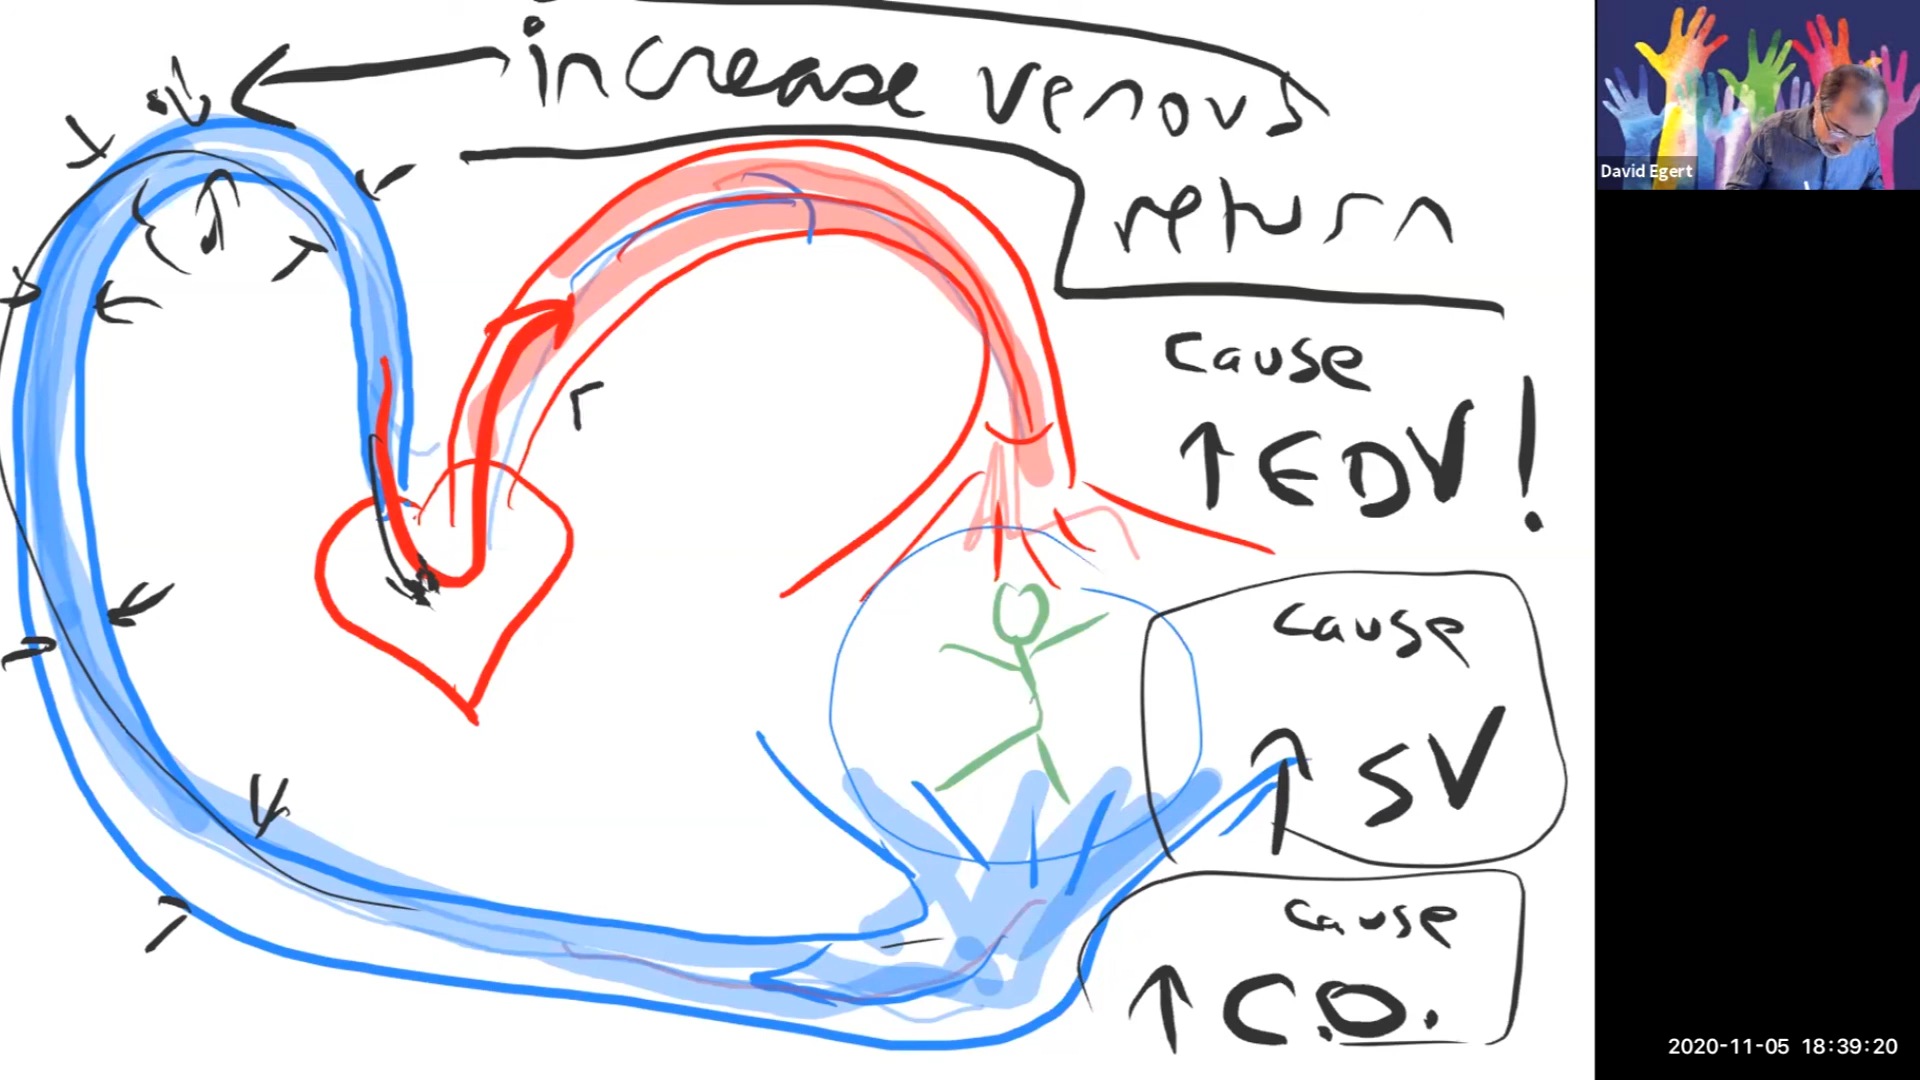 increase venous
return
cause
↑ EDV!
cause
↑ SV
cause
↑ C.O.
r
David Egert
2020-11-05 18:39:20